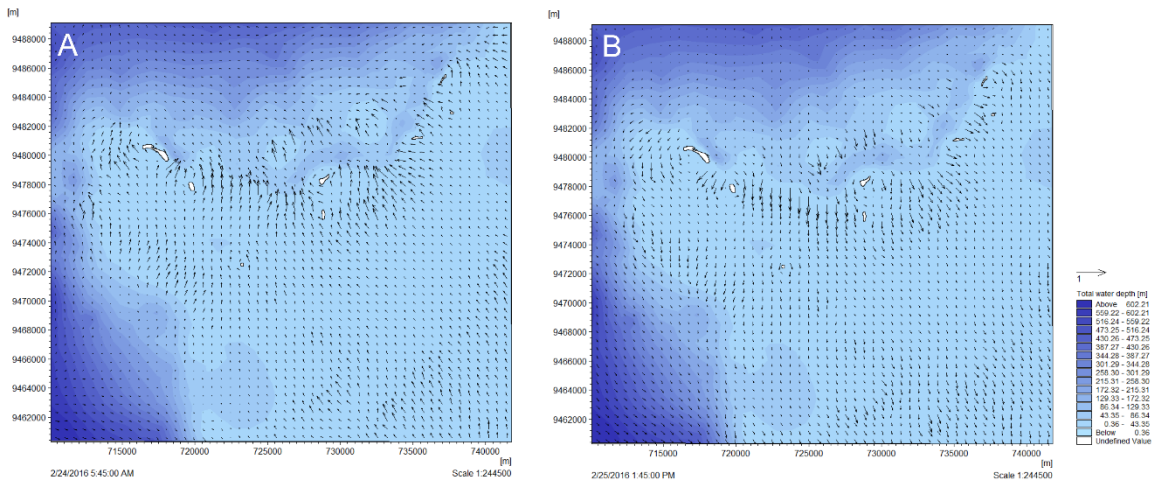 [m]
A
9488000
9486000
9484000
9482000
9480000
9478000
9476000
9474000
9472000
9470000
9468000
9466000
9464000
9462000
715000 720000 725000 730000 735000 740000
[m]
2/24/2016 5:45:00 AM Scale 1:244500
[m]
B
9488000
9486000
9484000
9482000
9480000
9478000
9476000
9474000
9472000
9470000
9468000
9466000
9464000
9462000
715000 720000 725000 730000 735000 740000
[m]
2/25/2016 1:45:00 PM Scale 1:244500
1
Total water depth [m]
Above 602.21
559.22 - 602.21
516.24 - 559.22
473.25 - 516.24
430.26 - 473.25
387.27 - 430.26
344.28 - 387.27
301.29 - 344.28
258.30 - 301.29
215.31 - 258.30
172.32 - 215.31
129.33 - 172.32
86.34 - 129.33
43.35 - 86.34
0.36 - 43.35
Below 0.36
Undefined Value